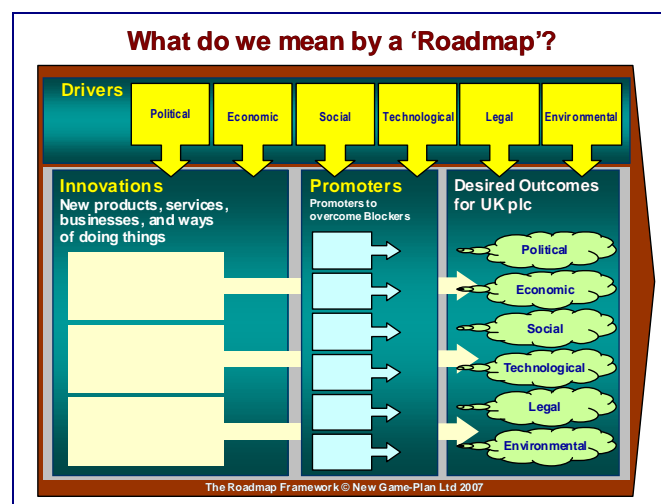 What do we mean by a ‘Roadmap’?
Drivers
Political
Economic
Social
Technological
Legal
Environmental
Innovations
New products, services,
businesses, and ways
of doing things
Promoters
Promoters to
overcome Blockers
Desired Outcomes
for UK plc
Political
Economic
Social
Technological
Legal
Environmental
The Roadmap Framework © New Game-Plan Ltd 2007